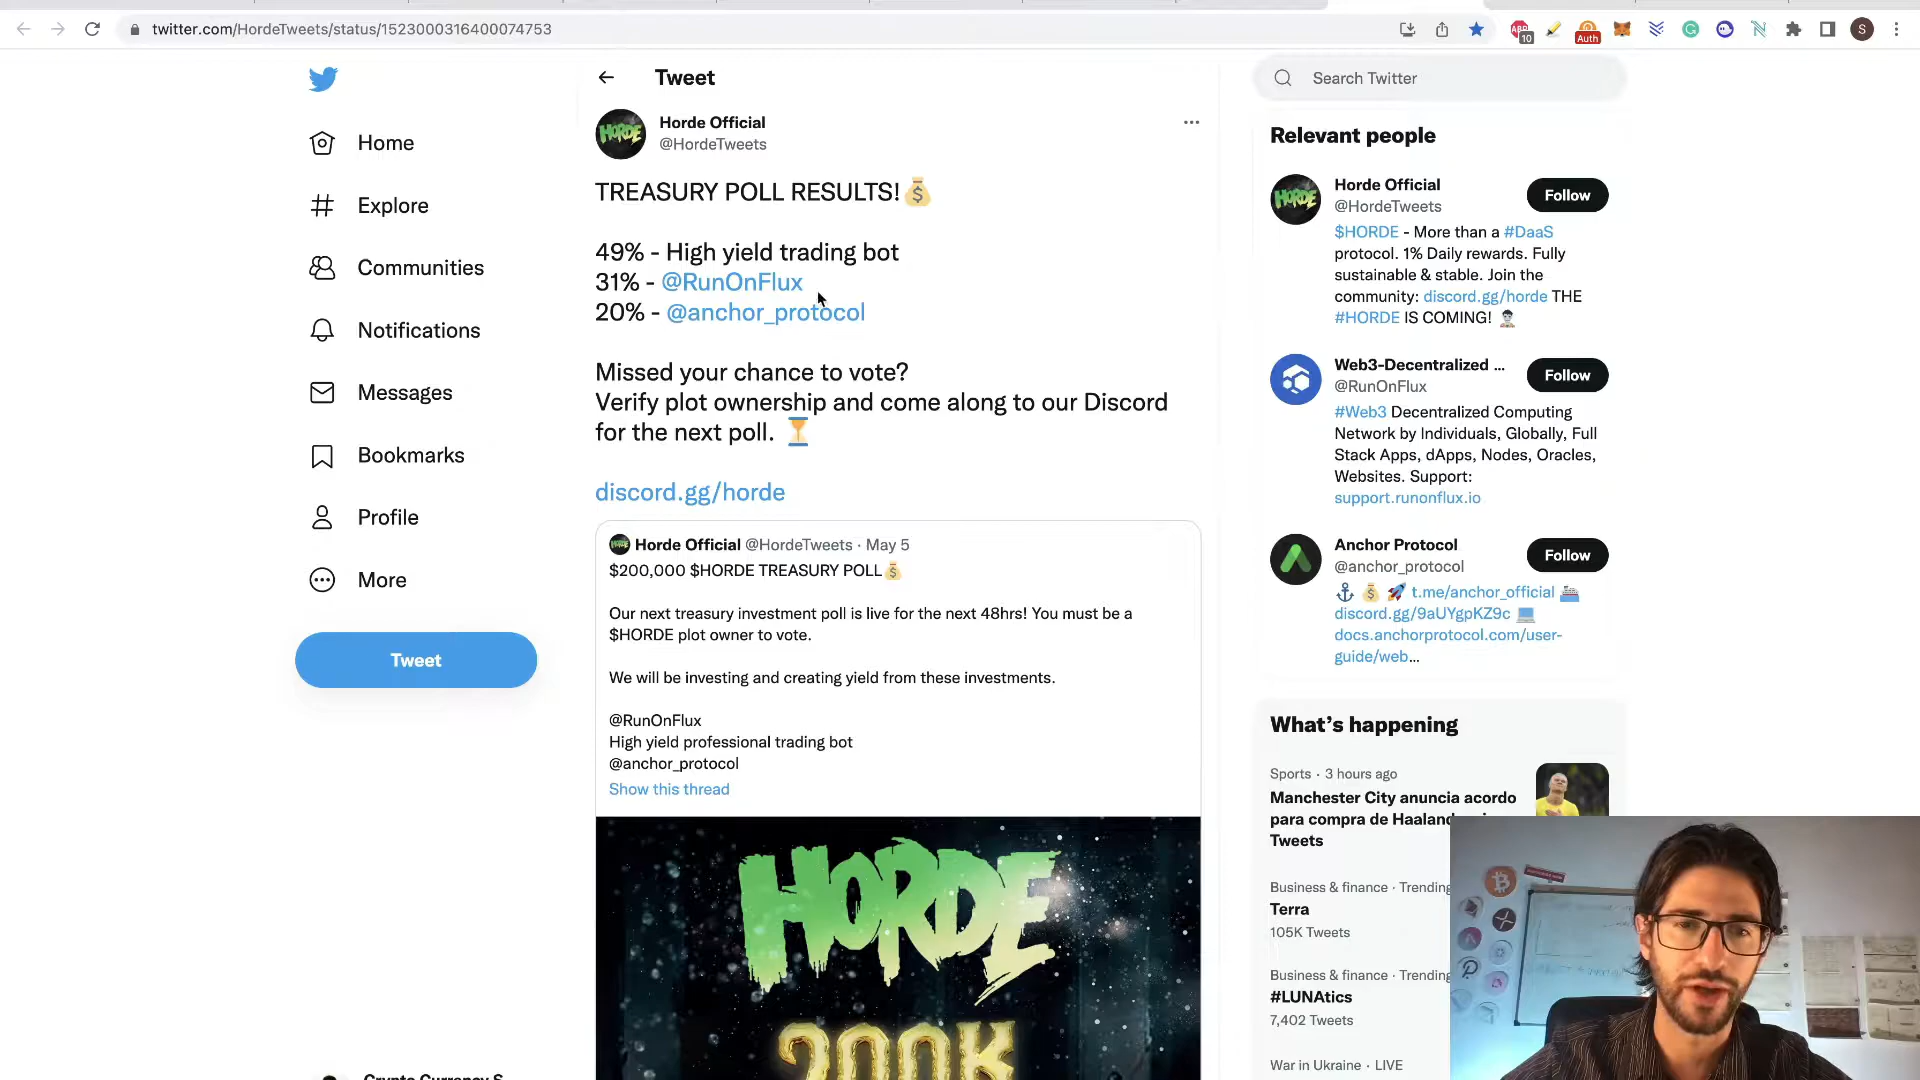 twitter.com/HordeTweets/status/1523000316400074753
10
Auth
S
Home
Explore
Communities
Notifications
Messages
Bookmarks
Profile
More
Tweet
Tweet
HORDE
Horde Official
@HordeTweets
TREASURY POLL RESULTS!💰
49% - High yield trading bot
31% - @RunOnFlux
20% - @anchor_protocol
Missed your chance to vote?
Verify plot ownership and come along to our Discord
for the next poll. ⏳
discord.gg/horde
Horde Official @HordeTweets · May 5
$200,000 $HORDE TREASURY POLL💰
Our next treasury investment poll is live for the next 48hrs! You must be a
$HORDE plot owner to vote.
We will be investing and creating yield from these investments.
@RunOnFlux
High yield professional trading bot
@anchor_protocol
Show this thread
HORDE
200K
Search Twitter
Relevant people
HORDE
Horde Official
@HordeTweets
Follow
$HORDE - More than a #DaaS
protocol. 1% Daily rewards. Fully
sustainable & stable. Join the
community: discord.gg/horde THE
#HORDE IS COMING!
Web3-Decentralized ...
@RunOnFlux
Follow
#Web3 Decentralized Computing
Network by Individuals, Globally, Full
Stack Apps, dApps, Nodes, Oracles,
Websites. Support:
support.runonflux.io
Anchor Protocol
@anchor_protocol
Follow
⚓ 💰 🚀 t.me/anchor_official 🚢
discord.gg/9aUYgpKZ9c 💻
docs.anchorprotocol.com/user-
guide/web...
What's happening
Sports · 3 hours ago
Manchester City anuncia acordo
para compra de Haaland
Tweets
Business & finance · Trending
Terra
105K Tweets
Business & finance · Trending
#LUNAtics
7,402 Tweets
War in Ukraine · LIVE